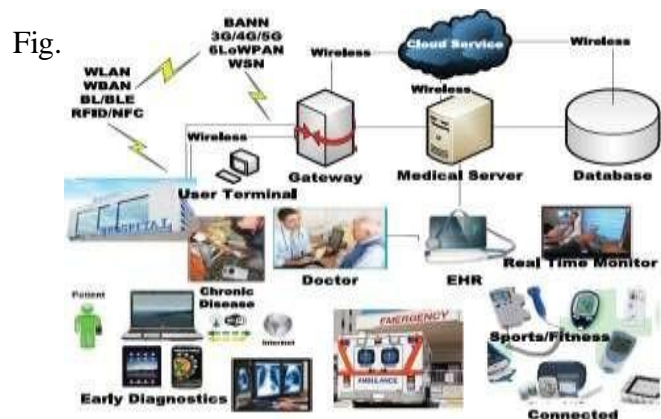 Fig.
BANN
3G/4G/5G
6LoWPAN
WSN
WLAN
WBAN
BL/BLE
RFID/NFC
Cloud Service
Wireless
Wireless
Wireless
Wireless
User Terminal
Gateway
Medical Server
Database
HOSPITAL
Doctor
EHR
Real Time Monitor
Chronic
Disease
Patient
Internet
EMERGENCY
AMBULANCE
Sports/Fitness
Early Diagnostics
Connected